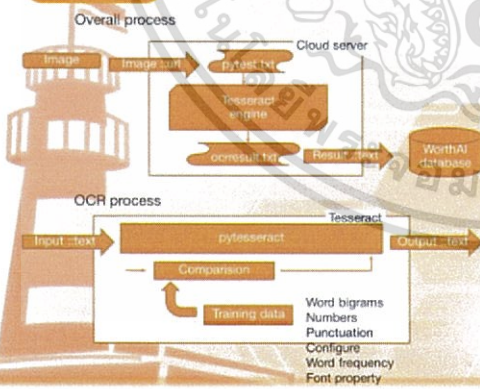 Overall process
Cloud server
Image
Image :url
pytest.txt
Tesseract
engine
ocrresult.txt
Result :text
WorthAI
database
OCR process
Tesseract
Input :text
pytesseract
Output :text
Comparision
Training data
Word bigrams
Numbers
Punctuation
Configure
Word frequency
Font property